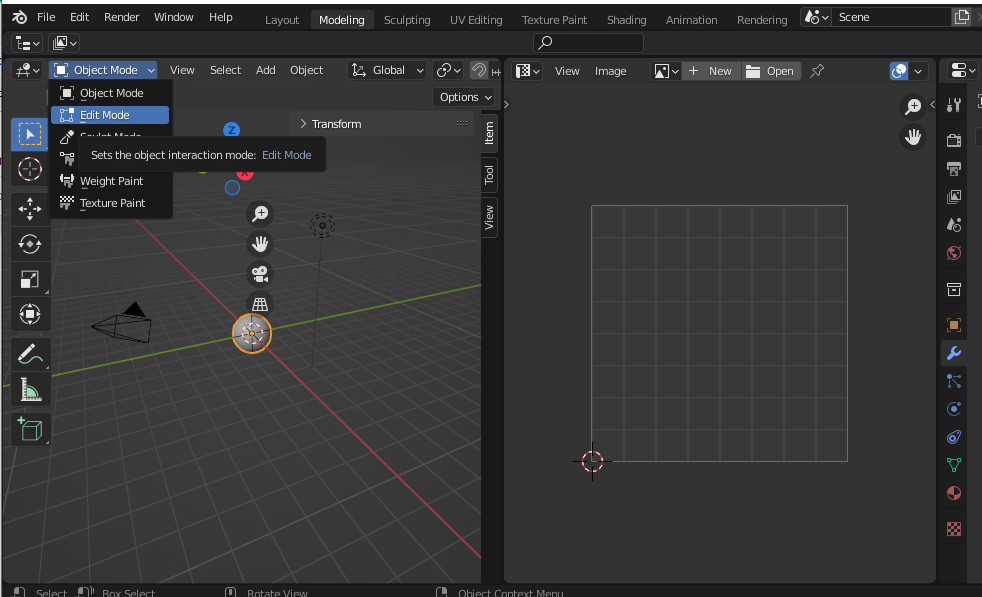 File Edit Render Window Help Layout Modeling Sculpting UV Editing Texture Paint Shading Animation Rendering Scene
Object Mode View Select Add Object Global View Image New Open
Options
Object Mode
Edit Mode
Sculpt Mode
Sets the object interaction mode: Edit Mode
Weight Paint
Texture Paint
Z
Transform
Item
Tool
View
Select Box Select Rotate View Object Context Menu